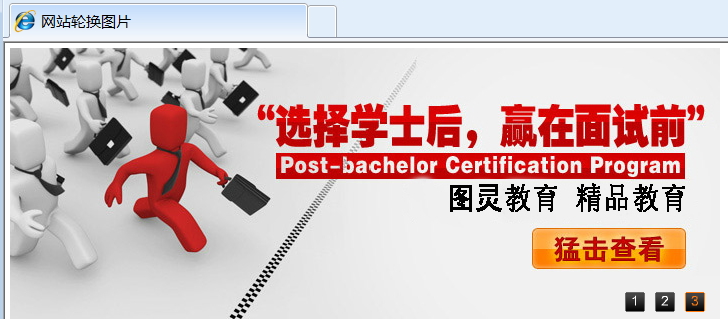 网站轮换图片
“选择学士后，赢在面试前”
Post-bachelor Certification Program
图灵教育 精品教育
猛击查看
1 2 3